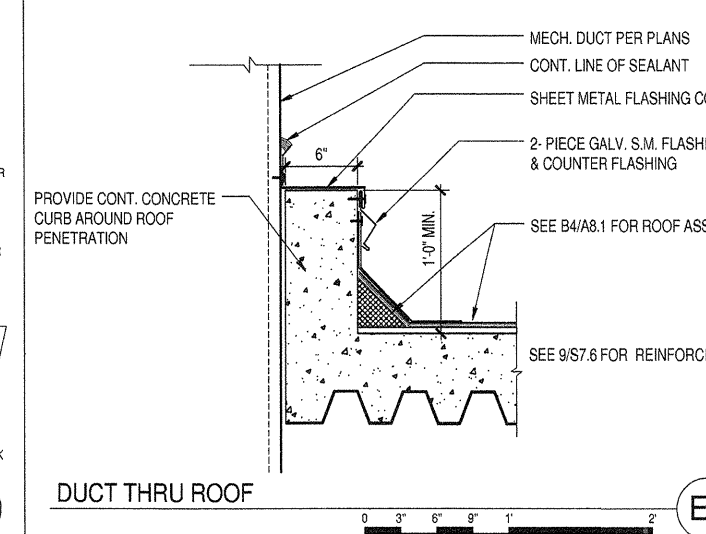 MECH. DUCT PER PLANS
CONT. LINE OF SEALANT
SHEET METAL FLASHING CO
6"
2- PIECE GALV. S.M. FLASHI
& COUNTER FLASHING
PROVIDE CONT. CONCRETE
CURB AROUND ROOF
PENETRATION
1'-0" MIN.
SEE B4/A8.1 FOR ROOF ASS
SEE 9/S7.6 FOR REINFORCI
DUCT THRU ROOF
E
0 3" 6" 9" 1' 2'